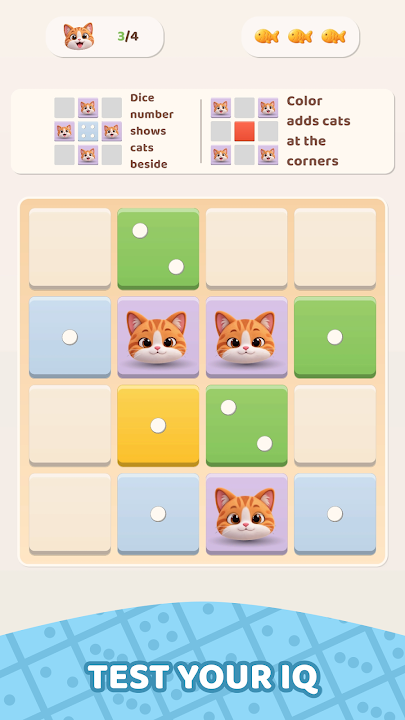 3/4
Dice
number
shows
cats
beside
Color
adds cats
at the
corners
TEST YOUR IQ